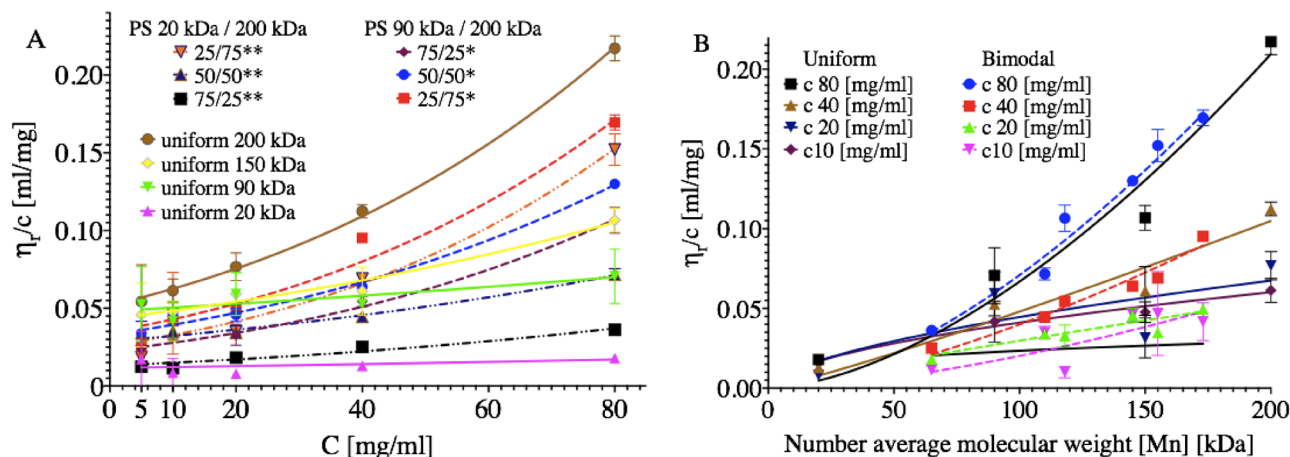 A
PS 20 kDa / 200 kDa
25/75**
50/50**
75/25**
PS 90 kDa / 200 kDa
75/25*
50/50*
25/75*
uniform 200 kDa
uniform 150 kDa
uniform 90 kDa
uniform 20 kDa
ηr/c [ml/mg]
0.20
0.15
0.10
0.05
0
0 5 10 20 40 60 80
C [mg/ml]
B
Uniform
c 80 [mg/ml]
c 40 [mg/ml]
c 20 [mg/ml]
c10 [mg/ml]
Bimodal
c 80 [mg/ml]
c 40 [mg/ml]
c 20 [mg/ml]
c10 [mg/ml]
ηr/c [ml/mg]
0.20
0.15
0.10
0.05
0.00
0 50 100 150 200
Number average molecular weight [Mn] [kDa]